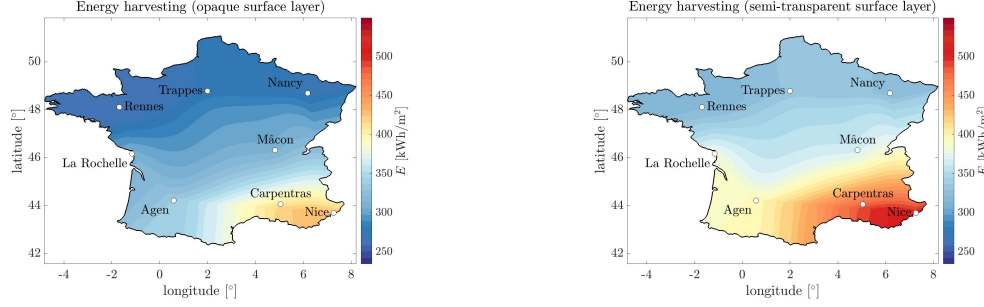 Energy harvesting (opaque surface layer)
50
48
46
44
42
latitude [°]
-4 -2 0 2 4 6 8
longitude [°]
Trappes
Nancy
Rennes
Mâcon
La Rochelle
Carpentras
Agen
Nice
500
450
400
350
300
250
E [kWh/m²]
Energy harvesting (semi-transparent surface layer)
50
48
46
44
42
latitude [°]
-4 -2 0 2 4 6 8
longitude [°]
Trappes
Nancy
Rennes
Mâcon
La Rochelle
Carpentras
Agen
Nice
500
450
400
350
300
250
E [kWh/m²]